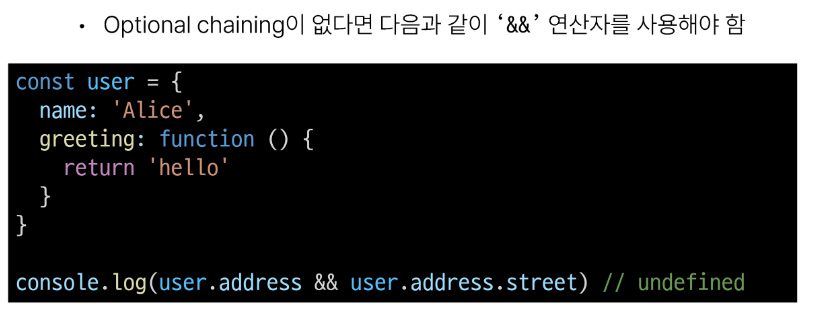 • Optional chaining이 없다면 다음과 같이 ‘&&’ 연산자를 사용해야 함
const user = {
  name: 'Alice',
  greeting: function () {
    return 'hello'
  }
}
console.log(user.address && user.address.street) // undefined